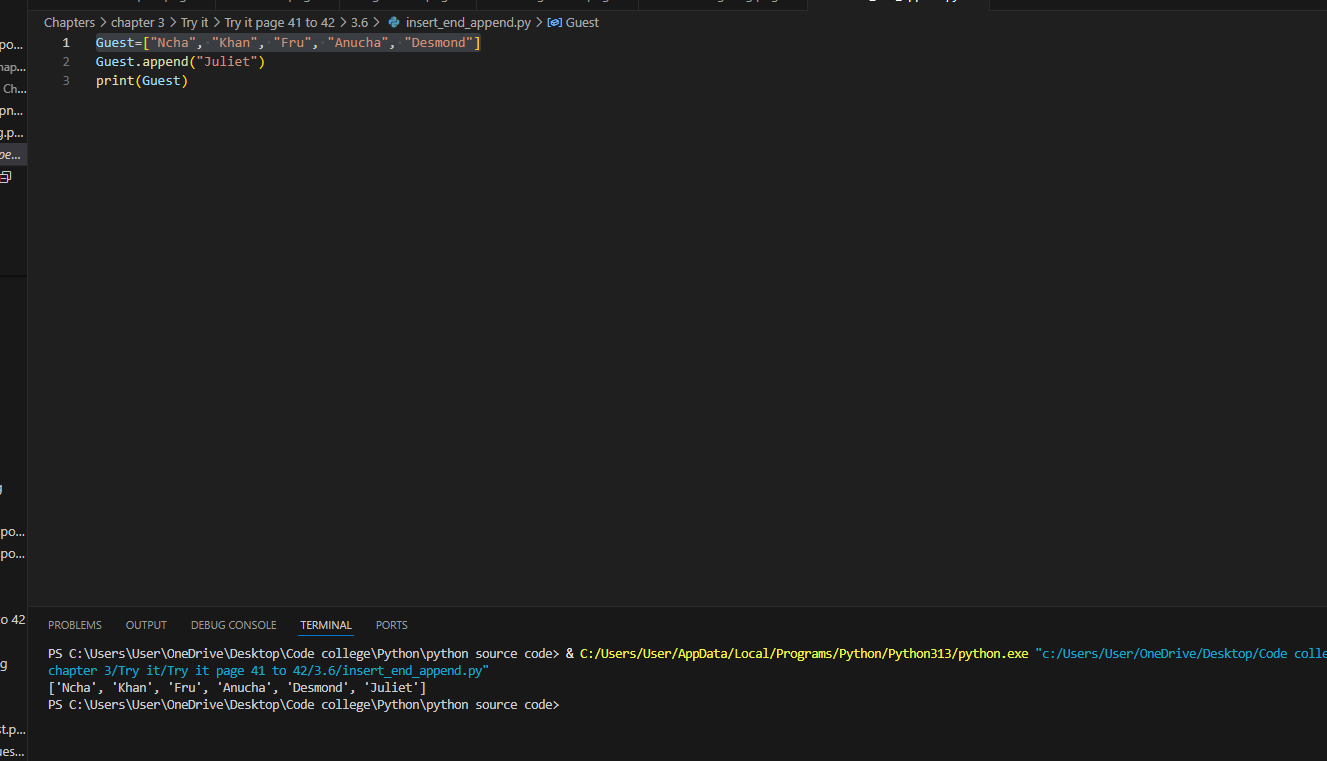 Chapters > chapter 3 > Try it > Try it page 41 to 42 > 3.6 > insert_end_append.py > Guest
1 Guest=["Ncha", "Khan", "Fru", "Anucha", "Desmond"]
2 Guest.append("Juliet")
3 print(Guest)
po...
Ch...
pn...
g.p...
pe...
g
po...
po...
o 42
g
st.p...
ues...
PROBLEMS OUTPUT DEBUG CONSOLE TERMINAL PORTS
PS C:\Users\User\OneDrive\Desktop\Code college\Python\python source code> & C:/Users/User/AppData/Local/Programs/Python/Python313/python.exe "c:/Users/User/OneDrive/Desktop/Code colle
chapter 3/Try it/Try it page 41 to 42/3.6/insert_end_append.py"
['Ncha', 'Khan', 'Fru', 'Anucha', 'Desmond', 'Juliet']
PS C:\Users\User\OneDrive\Desktop\Code college\Python\python source code>